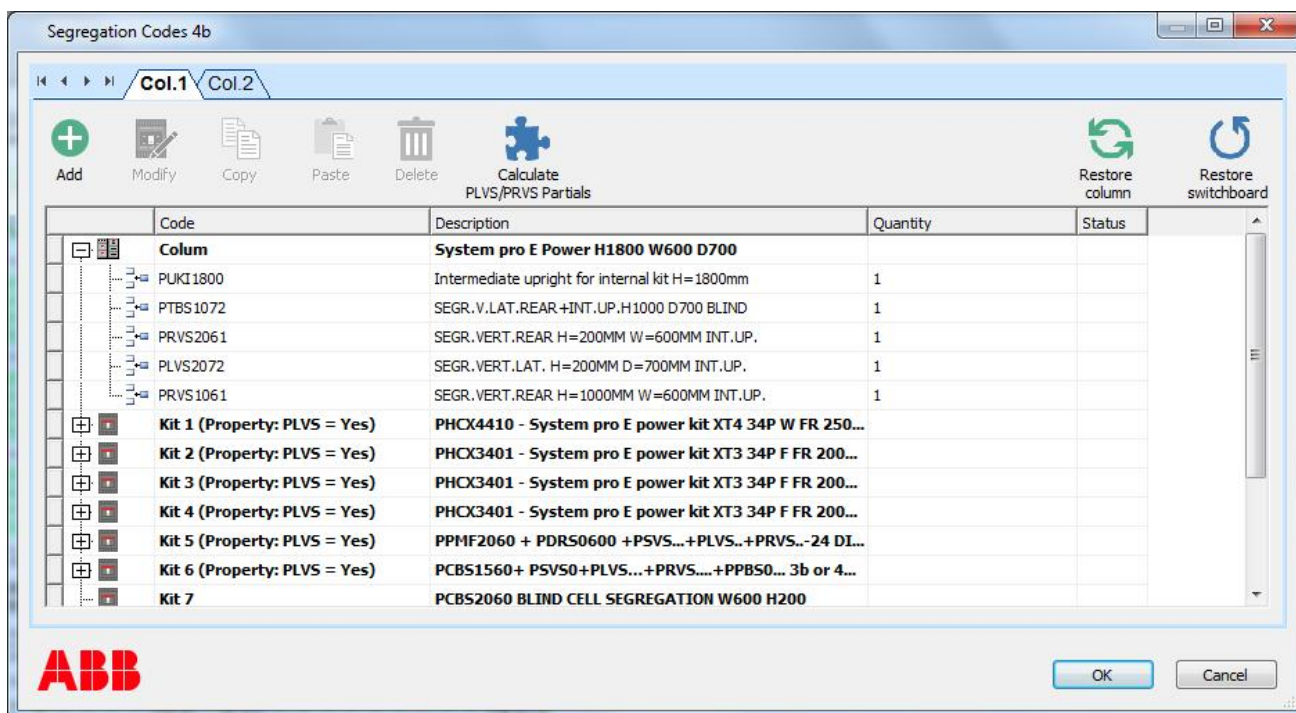 Segregation Codes 4b
Col.1 Col.2
Add Modify Copy Paste Delete Calculate PLVS/PRVS Partials Restore column Restore switchboard
Code Description Quantity Status
Colum System pro E Power H1800 W600 D700
PUKI1800 Intermediate upright for internal kit H=1800mm 1
PTBS1072 SEGR.V.LAT.REAR+INT.UP.H1000 D700 BLIND 1
PRVS2061 SEGR.VERT.REAR H=200MM W=600MM INT.UP. 1
PLVS2072 SEGR.VERT.LAT. H=200MM D=700MM INT.UP. 1
PRVS1061 SEGR.VERT.REAR H=1000MM W=600MM INT.UP. 1
Kit 1 (Property: PLVS = Yes) PHCX4410 - System pro E power kit XT4 34P W FR 250...
Kit 2 (Property: PLVS = Yes) PHCX3401 - System pro E power kit XT3 34P F FR 200...
Kit 3 (Property: PLVS = Yes) PHCX3401 - System pro E power kit XT3 34P F FR 200...
Kit 4 (Property: PLVS = Yes) PHCX3401 - System pro E power kit XT3 34P F FR 200...
Kit 5 (Property: PLVS = Yes) PPMF2060 + PDRS0600 +PSVS...+PLVS..+PRVS..-24 DI...
Kit 6 (Property: PLVS = Yes) PCBS1560+ PSVS0+PLVS...+PRVS....+PPBS0... 3b or 4...
Kit 7 PCBS2060 BLIND CELL SEGREGATION W600 H200
ABB
OK Cancel